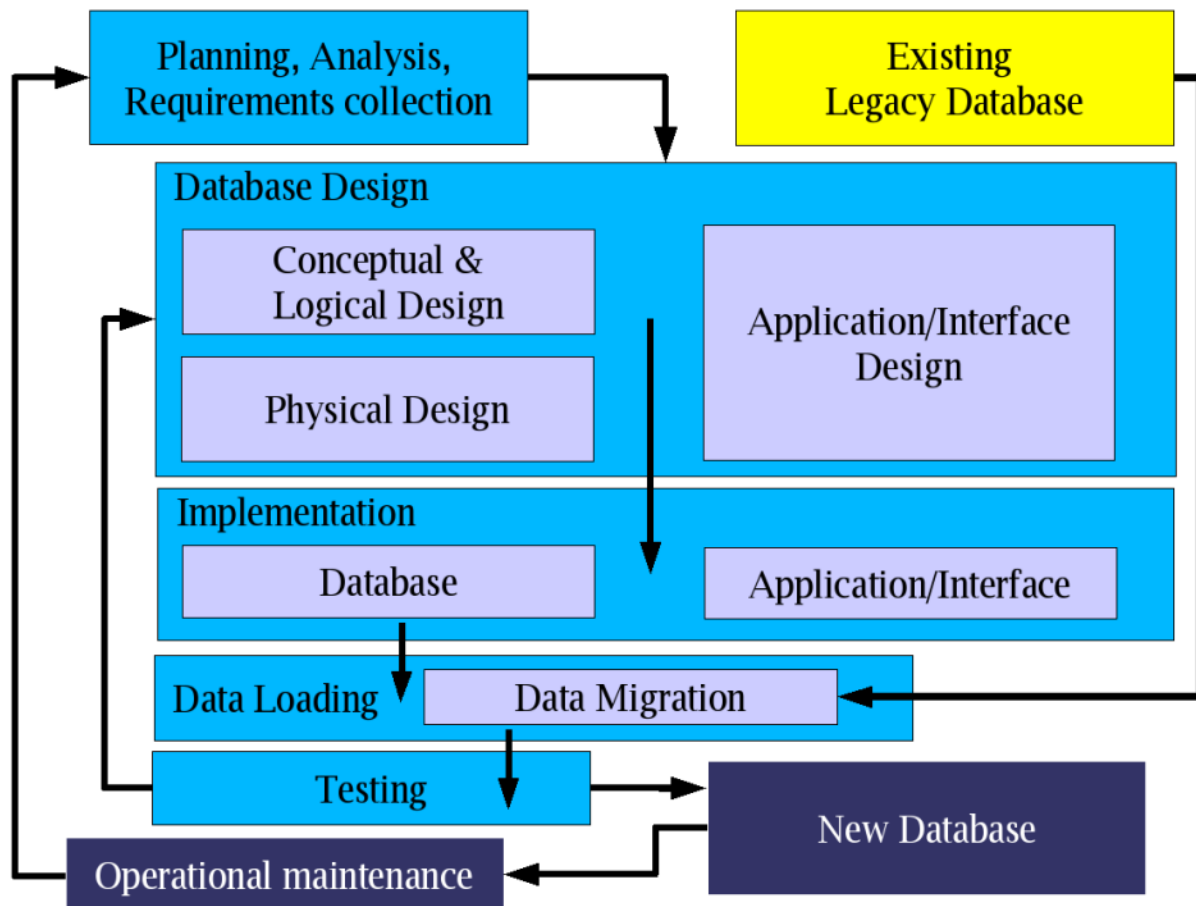 Planning, Analysis,
Requirements collection
Existing
Legacy Database
Database Design
Conceptual &
Logical Design
Application/Interface
Design
Physical Design
Implementation
Database
Application/Interface
Data Loading
Data Migration
Testing
New Database
Operational maintenance